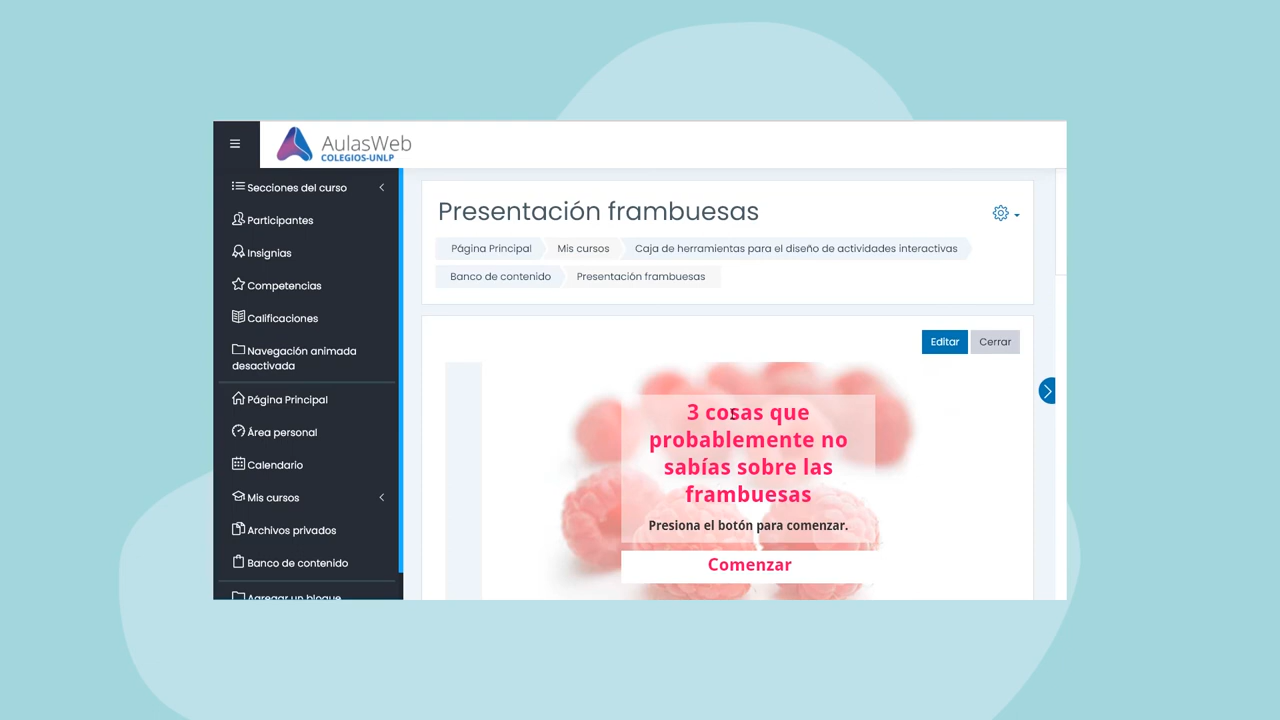 AulasWeb
COLEGIOS-UNLP
Secciones del curso
Participantes
Insignias
Competencias
Calificaciones
Navegación animada
desactivada
Página Principal
Área personal
Calendario
Mis cursos
Archivos privados
Banco de contenido
Agregar un bloque
Presentación frambuesas
Página Principal
Mis cursos
Caja de herramientas para el diseño de actividades interactivas
Banco de contenido
Presentación frambuesas
Editar
Cerrar
3 cosas que
probablemente no
sabías sobre las
frambuesas
Presiona el botón para comenzar.
Comenzar